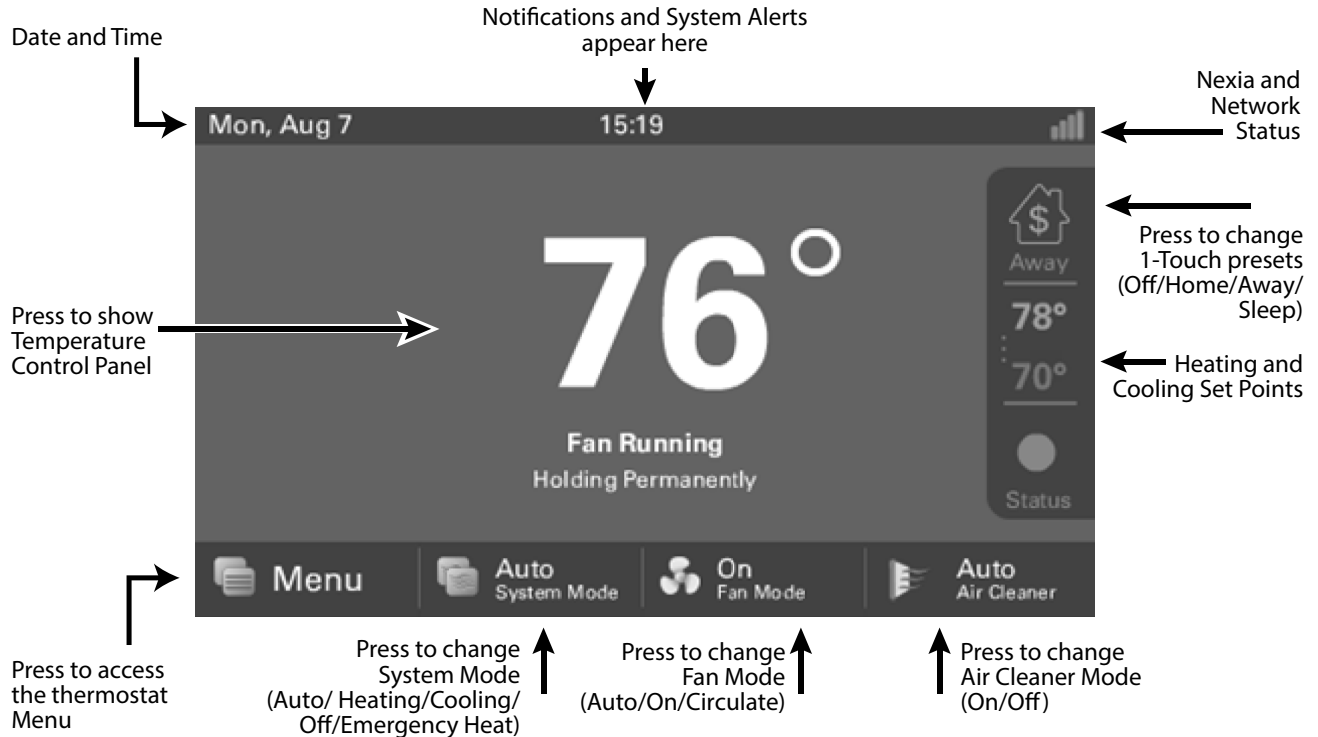 Notifications and System Alerts
appear here
Date and Time
Nexia and
Network
Status
Mon, Aug 7
15:19
Press to change
1-Touch presets
(Off/Home/Away/
Sleep)
$
Away
78°
70°
Heating and
Cooling Set Points
Status
Press to show
Temperature
Control Panel
76°
Fan Running
Holding Permanently
Menu
Auto
System Mode
On
Fan Mode
Auto
Air Cleaner
Press to access
the thermostat
Menu
Press to change
System Mode
(Auto/ Heating/Cooling/
Off/Emergency Heat)
Press to change
Fan Mode
(Auto/On/Circulate)
Press to change
Air Cleaner Mode
(On/Off)